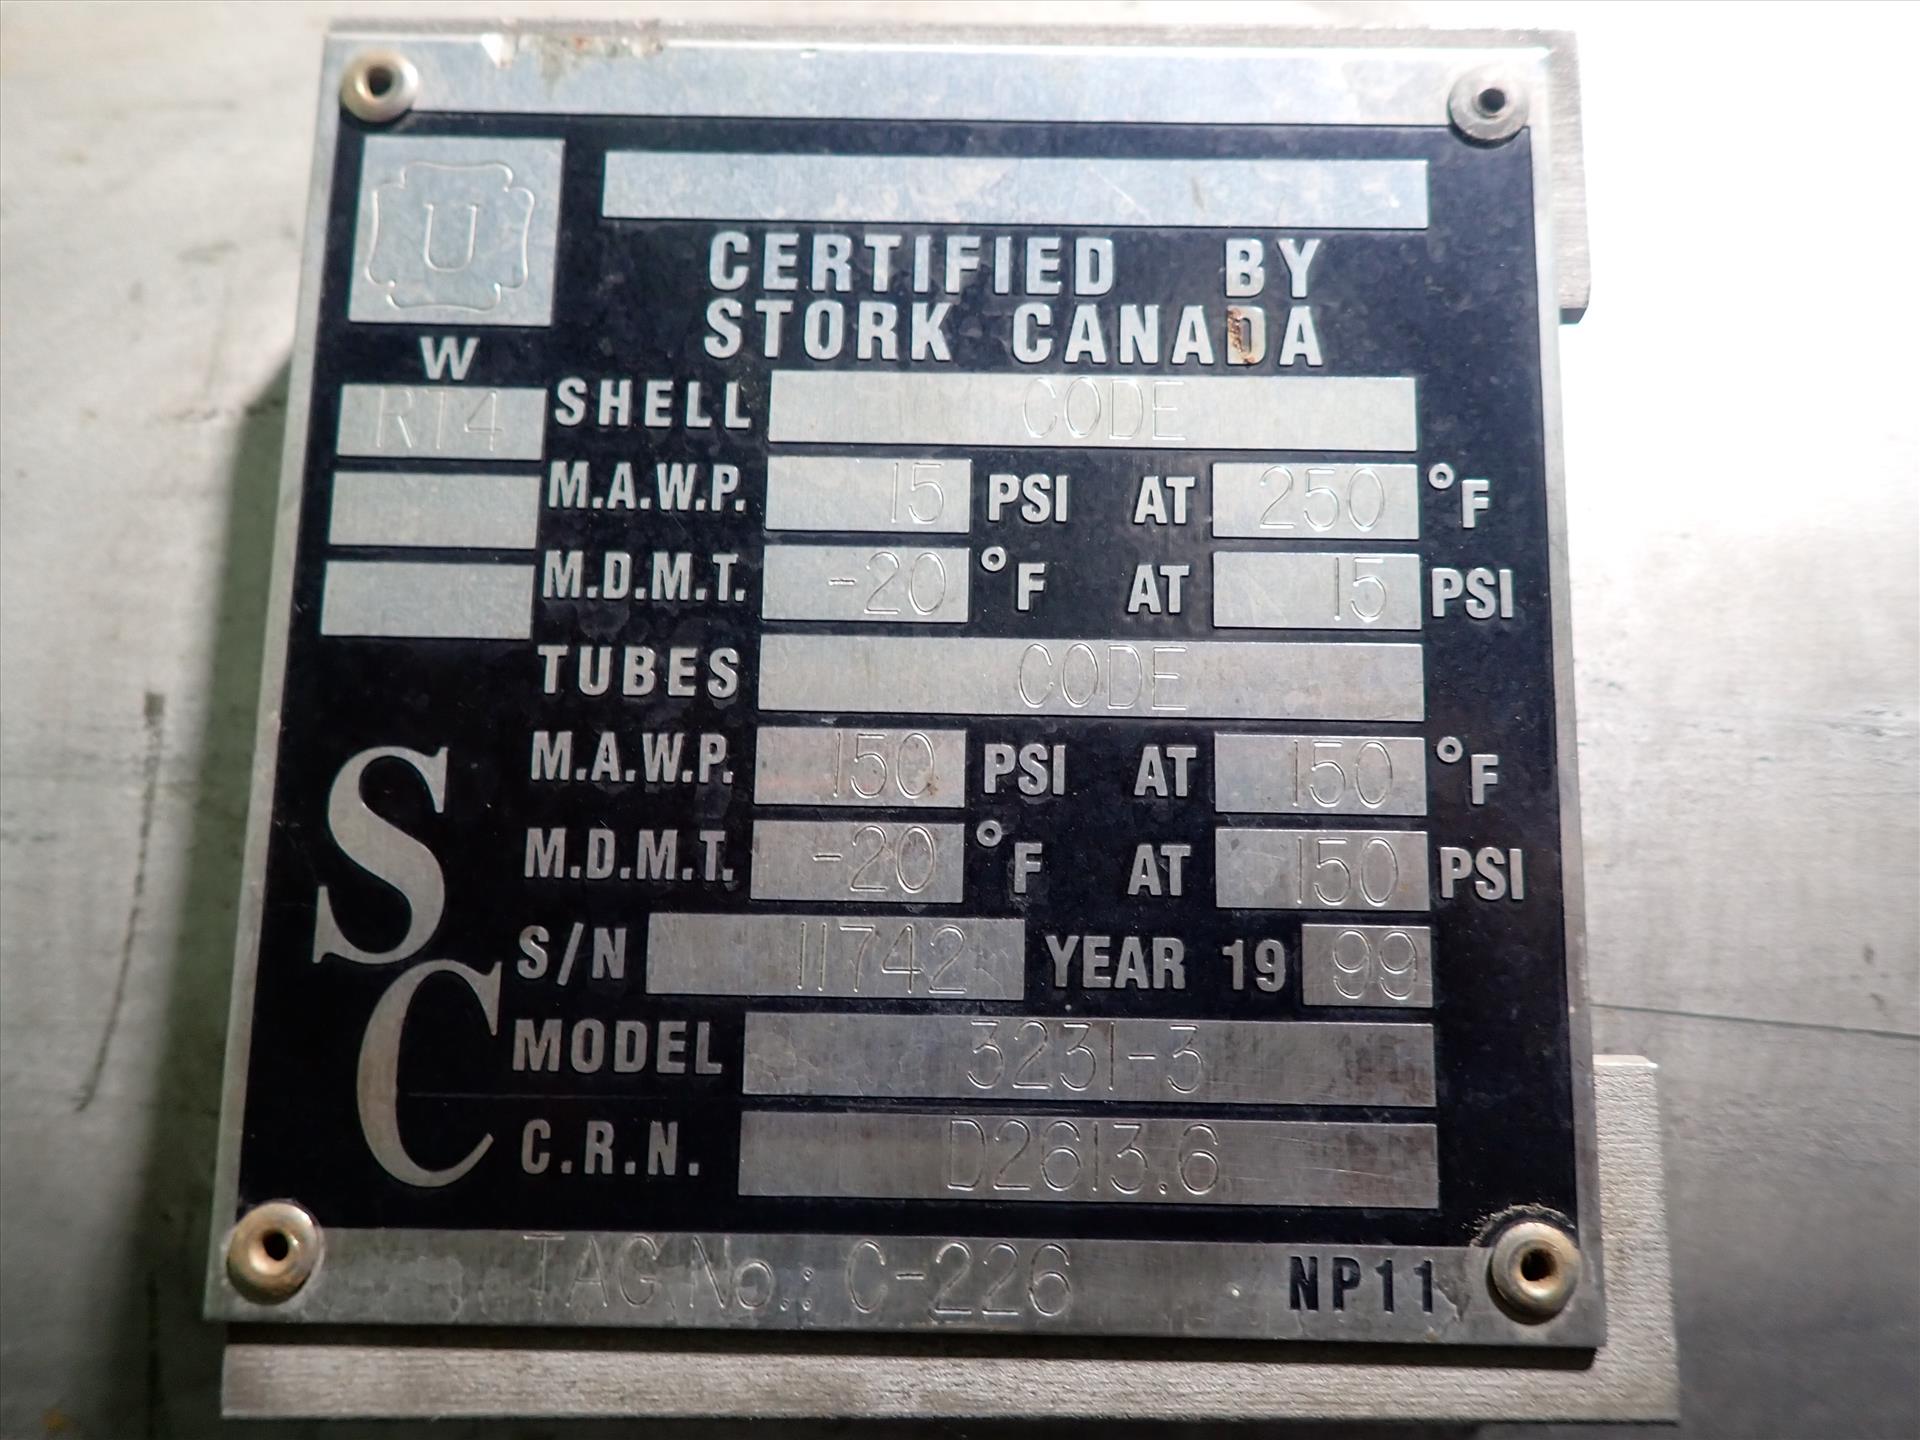 U
CERTIFIED BY
STORK CANADA
W
RT4
SHELL CODE
M.A.W.P. 15 PSI AT 250 °F
M.D.M.T. -20 °F AT 15 PSI
TUBES CODE
M.A.W.P. 150 PSI AT 150 °F
M.D.M.T. -20 °F AT 150 PSI
SC
S/N 11742 YEAR 19 99
MODEL 3231-3
C.R.N. D2613.6
TAG No.: C-226 NP11